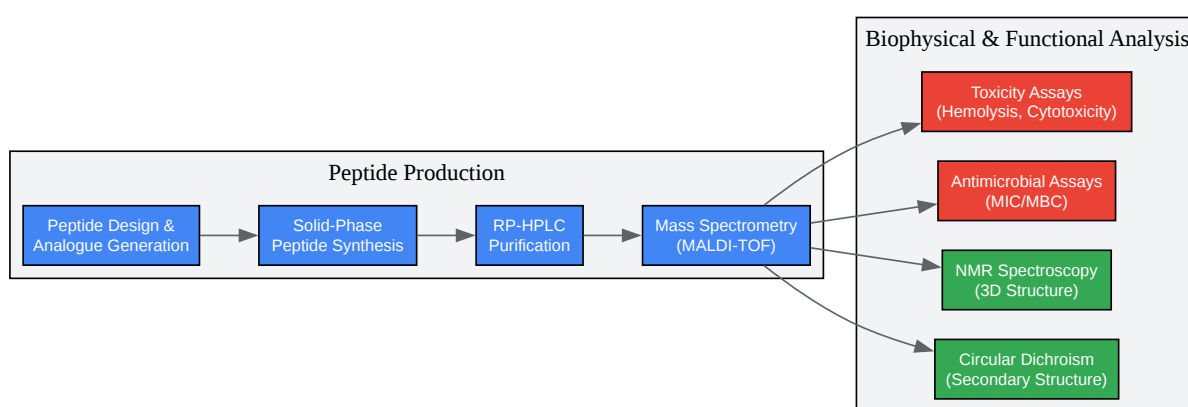 Peptide Production
Peptide Design &
Analogue Generation
Solid-Phase
Peptide Synthesis
RP-HPLC
Purification
Mass Spectrometry
(MALDI-TOF)
Biophysical & Functional Analysis
Toxicity Assays
(Hemolysis, Cytotoxicity)
Antimicrobial Assays
(MIC/MBC)
NMR Spectroscopy
(3D Structure)
Circular Dichroism
(Secondary Structure)